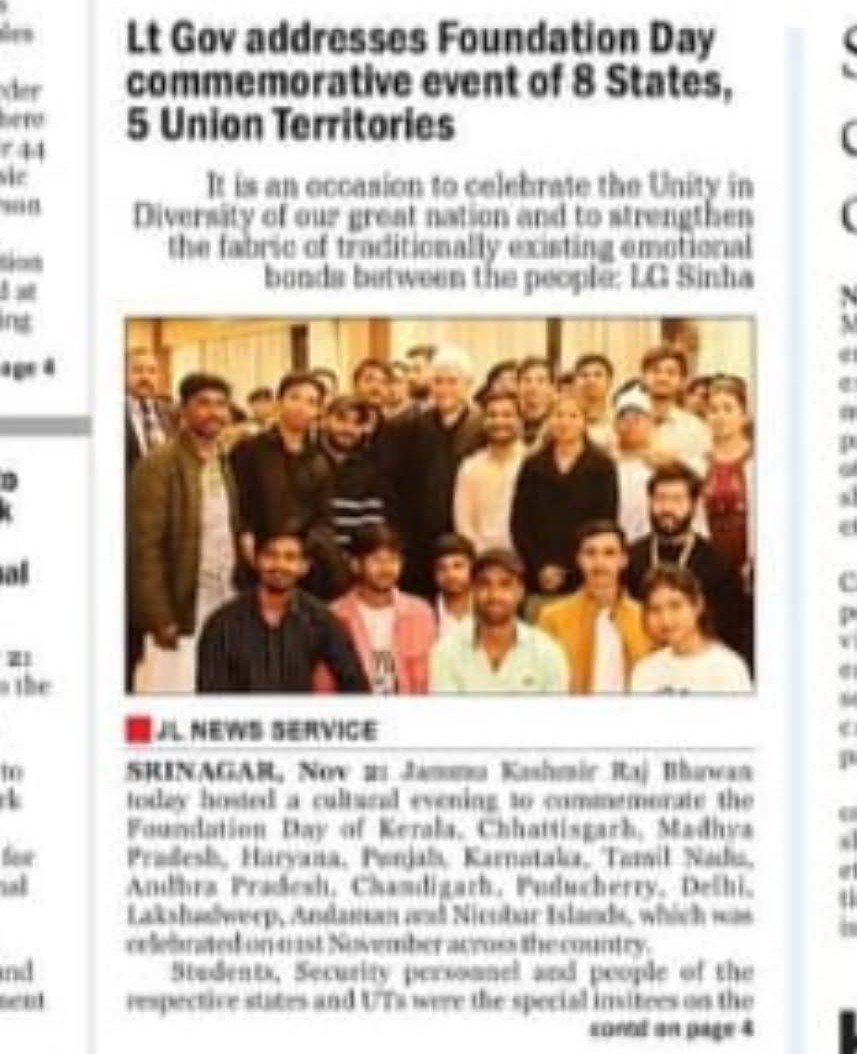 Lt Gov addresses Foundation Day
commemorative event of 8 States,
5 Union Territories
It is an occasion to celebrate the Unity in
Diversity of our great nation and to strengthen
the fabric of traditionally existing emotional
bonds between the people: LG Sinha
JL NEWS SERVICE
SRINAGAR, Nov 21: Jammu Kashmir Raj Bhawan
today hosted a cultural evening to commemorate the
Foundation Day of Kerala, Chhattisgarh, Madhya
Pradesh, Haryana, Punjab, Karnataka, Tamil Nadu,
Andhra Pradesh, Chandigarh, Puducherry, Delhi,
Lakshadweep, Andaman and Nicobar Islands, which was
celebrated on 01st November across the country.
Students, Security personnel and people of the
respective states and UTs were the special invitees on the
contd on page 4